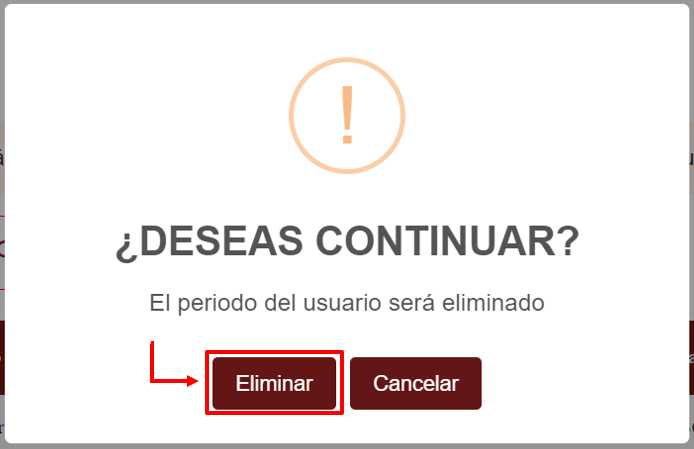 !
¿DESEAS CONTINUAR?
El periodo del usuario será eliminado
Eliminar
Cancelar